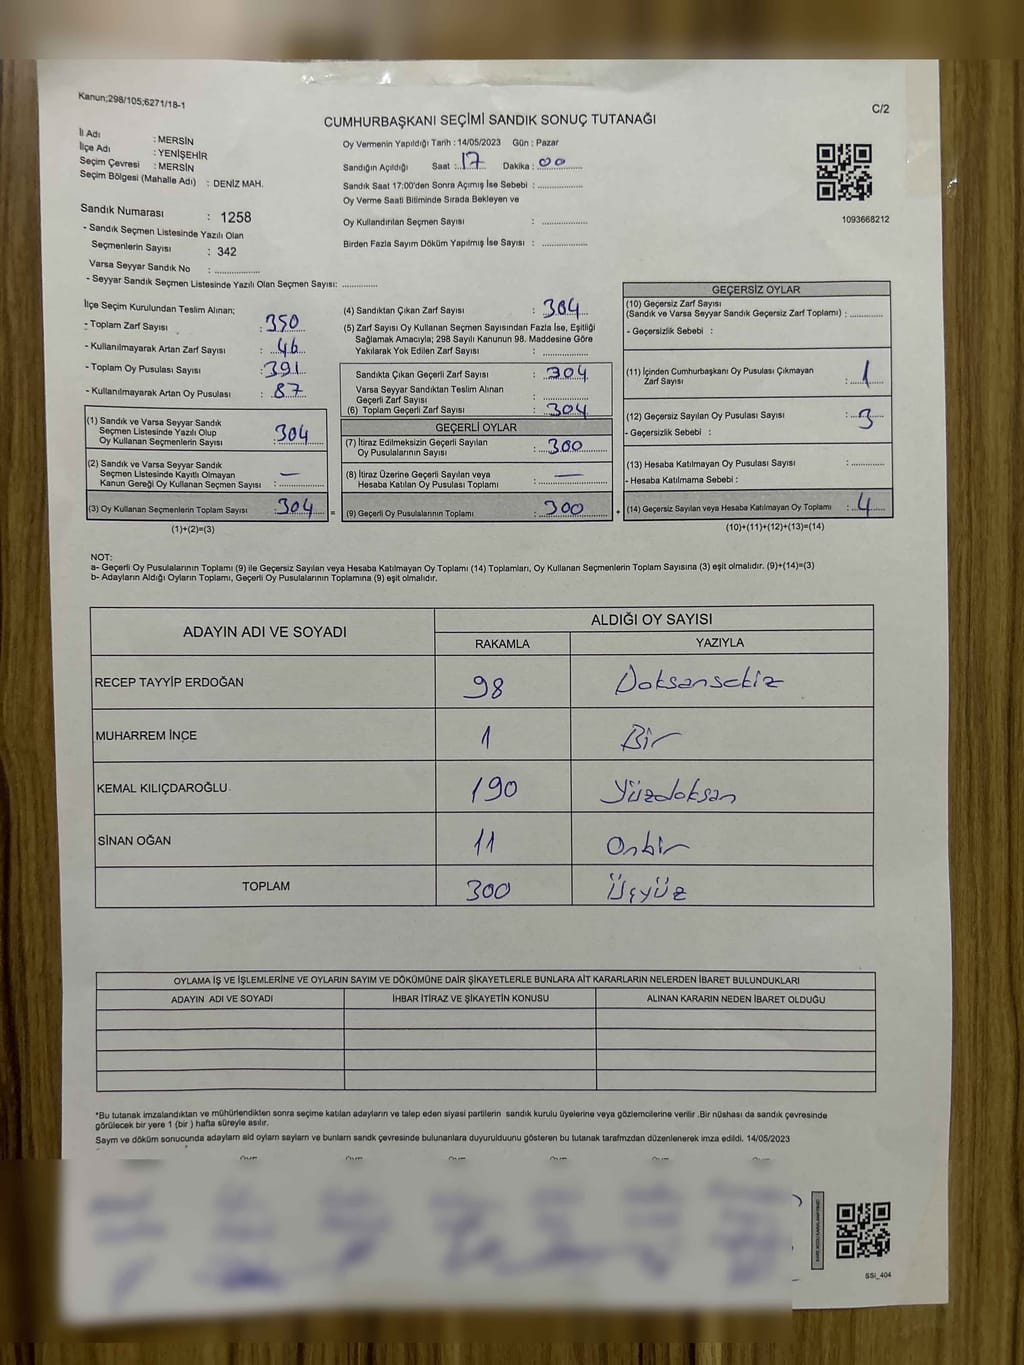 Kanun;298/105;6271/18-1
C/2
CUMHURBAŞKANI SEÇİMİ SANDIK SONUÇ TUTANAĞI
İl Adı : MERSİN
İlçe Adı : YENİŞEHİR
Seçim Çevresi : MERSİN
Seçim Bölgesi (Mahalle Adı) : DENİZ MAH.
Oy Vermenin Yapıldığı Tarih : 14/05/2023 Gün : Pazar
Sandığın Açıldığı Saat : 17 Dakika : 00
Sandık Saat 17:00'den Sonra Açımış İse Sebebi :
Oy Verme Saati Bitiminde Sırada Bekleyen ve
Oy Kullandırılan Seçmen Sayısı :
Birden Fazla Sayım Döküm Yapılmış İse Sayısı :
1093668212
Sandık Numarası : 1258
- Sandık Seçmen Listesinde Yazılı Olan
Seçmenlerin Sayısı : 342
Varsa Seyyar Sandık No :
- Seyyar Sandık Seçmen Listesinde Yazılı Olan Seçmen Sayısı:
İlçe Seçim Kurulundan Teslim Alınan;
- Toplam Zarf Sayısı : 350
- Kullanılmayarak Artan Zarf Sayısı : 46
- Toplam Oy Pusulası Sayısı : 391
- Kullanılmayarak Artan Oy Pusulası : 87
(1) Sandık ve Varsa Seyyar Sandık
Seçmen Listesinde Yazılı Olup
Oy Kullanan Seçmenlerin Sayısı : 304
(2) Sandık ve Varsa Seyyar Sandık
Seçmen Listesinde Kayıtlı Olmayan
Kanun Gereği Oy Kullanan Seçmen Sayısı : —
(3) Oy Kullanan Seçmenlerin Toplam Sayısı : 304
(1)+(2)=(3)
(4) Sandıktan Çıkan Zarf Sayısı : 304
(5) Zarf Sayısı Oy Kullanan Seçmen Sayısından Fazla İse, Eşitliği
Sağlamak Amacıyla; 298 Sayılı Kanunun 98. Maddesine Göre
Yakılarak Yok Edilen Zarf Sayısı :
Sandıkta Çıkan Geçerli Zarf Sayısı : 304
Varsa Seyyar Sandıktan Teslim Alınan
Geçerli Zarf Sayısı :
(6) Toplam Geçerli Zarf Sayısı : 304
GEÇERLİ OYLAR
(7) İtiraz Edilmeksizin Geçerli Sayılan
Oy Pusulalarının Sayısı : 300
(8) İtiraz Üzerine Geçerli Sayılan veya
Hesaba Katılan Oy Pusulası Toplamı : —
= (9) Geçerli Oy Pusulalarının Toplamı : 300
GEÇERSİZ OYLAR
(10) Geçersiz Zarf Sayısı
(Sandık ve Varsa Seyyar Sandık Geçersiz Zarf Toplamı) :
- Geçersizlik Sebebi :
(11) İçinden Cumhurbaşkanı Oy Pusulası Çıkmayan
Zarf Sayısı : 1
(12) Geçersiz Sayılan Oy Pusulası Sayısı : 3
- Geçersizlik Sebebi :
(13) Hesaba Katılmayan Oy Pusulası Sayısı :
- Hesaba Katılmama Sebebi :
+ (14) Geçersiz Sayılan veya Hesaba Katılmayan Oy Toplamı : 4
(10)+(11)+(12)+(13)=(14)
NOT:
a- Geçerli Oy Pusulalarının Toplamı (9) ile Geçersiz Sayılan veya Hesaba Katılmayan Oy Toplamı (14) Toplamları, Oy Kullanan Seçmenlerin Toplam Sayısına (3) eşit olmalıdır. (9)+(14)=(3)
b- Adayların Aldığı Oyların Toplamı, Geçerli Oy Pusulalarının Toplamına (9) eşit olmalıdır.
ADAYIN ADI VE SOYADI ALDIĞI OY SAYISI
RAKAMLA YAZIYLA
RECEP TAYYİP ERDOĞAN 98 Doksansekiz
MUHARREM İNCE 1 Bir
KEMAL KILIÇDAROĞLU 190 Yüzdoksan
SİNAN OĞAN 11 Onbir
TOPLAM 300 Üçyüz
OYLAMA İŞ VE İŞLEMLERİNE VE OYLARIN SAYIM VE DÖKÜMÜNE DAİR ŞİKAYETLERLE BUNLARA AİT KARARLARIN NELERDEN İBARET BULUNDUKLARI
ADAYIN ADI VE SOYADI İHBAR İTİRAZ VE ŞİKAYETİN KONUSU ALINAN KARARIN NEDEN İBARET OLDUĞU
*Bu tutanak imzalandıktan ve mühürlendikten sonra seçime katılan adayların ve talep eden siyasi partilerin sandık kurulu üyelerine veya gözlemcilerine verilir .Bir nüshası da sandık çevresinde
görülecek bir yere 1 (bir ) hafta süreyle asılır.
Sayım ve döküm sonucunda adayların ald oyların sayların ve bunların sandk çevresinde bulunanlara duyurulduunu gösteren bu tutanak tarafmzdan düzenlenerek imza edildi. 14/05/2023
SSİ_404